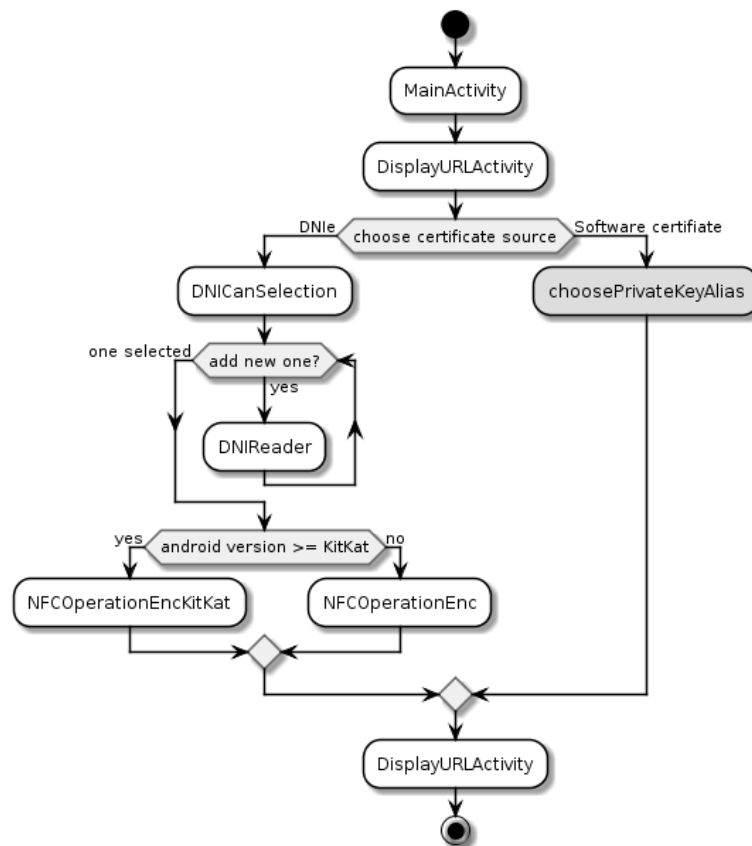 MainActivity
DisplayURLActivity
DNIe
choose certificate source
Software certifiate
DNICanSelection
choosePrivateKeyAlias
one selected
add new one?
yes
DNIReader
yes
android version >= KitKat
no
NFCOperationEncKitKat
NFCOperationEnc
DisplayURLActivity